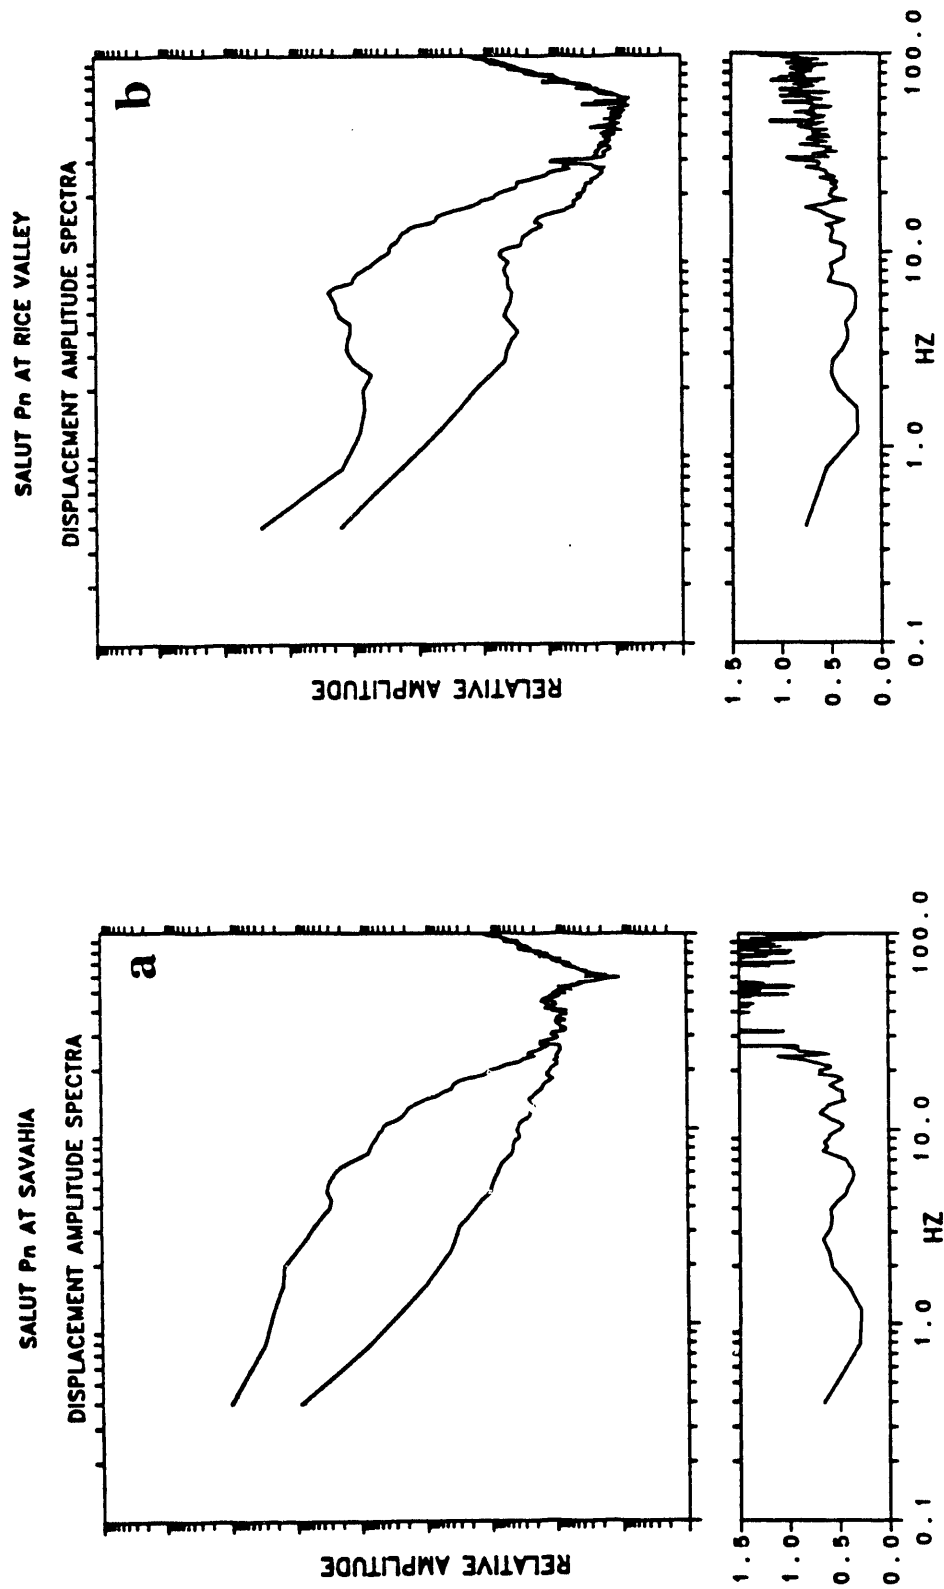 SALUT Pn AT SAVAHIA
DISPLACEMENT AMPLITUDE SPECTRA
a
RELATIVE AMPLITUDE
1.5
1.0
0.5
0.0
0.1
1.0
10.0
100.0
HZ
SALUT Pn AT RICE VALLEY
DISPLACEMENT AMPLITUDE SPECTRA
b
RELATIVE AMPLITUDE
1.5
1.0
0.5
0.0
0.1
1.0
10.0
100.0
HZ